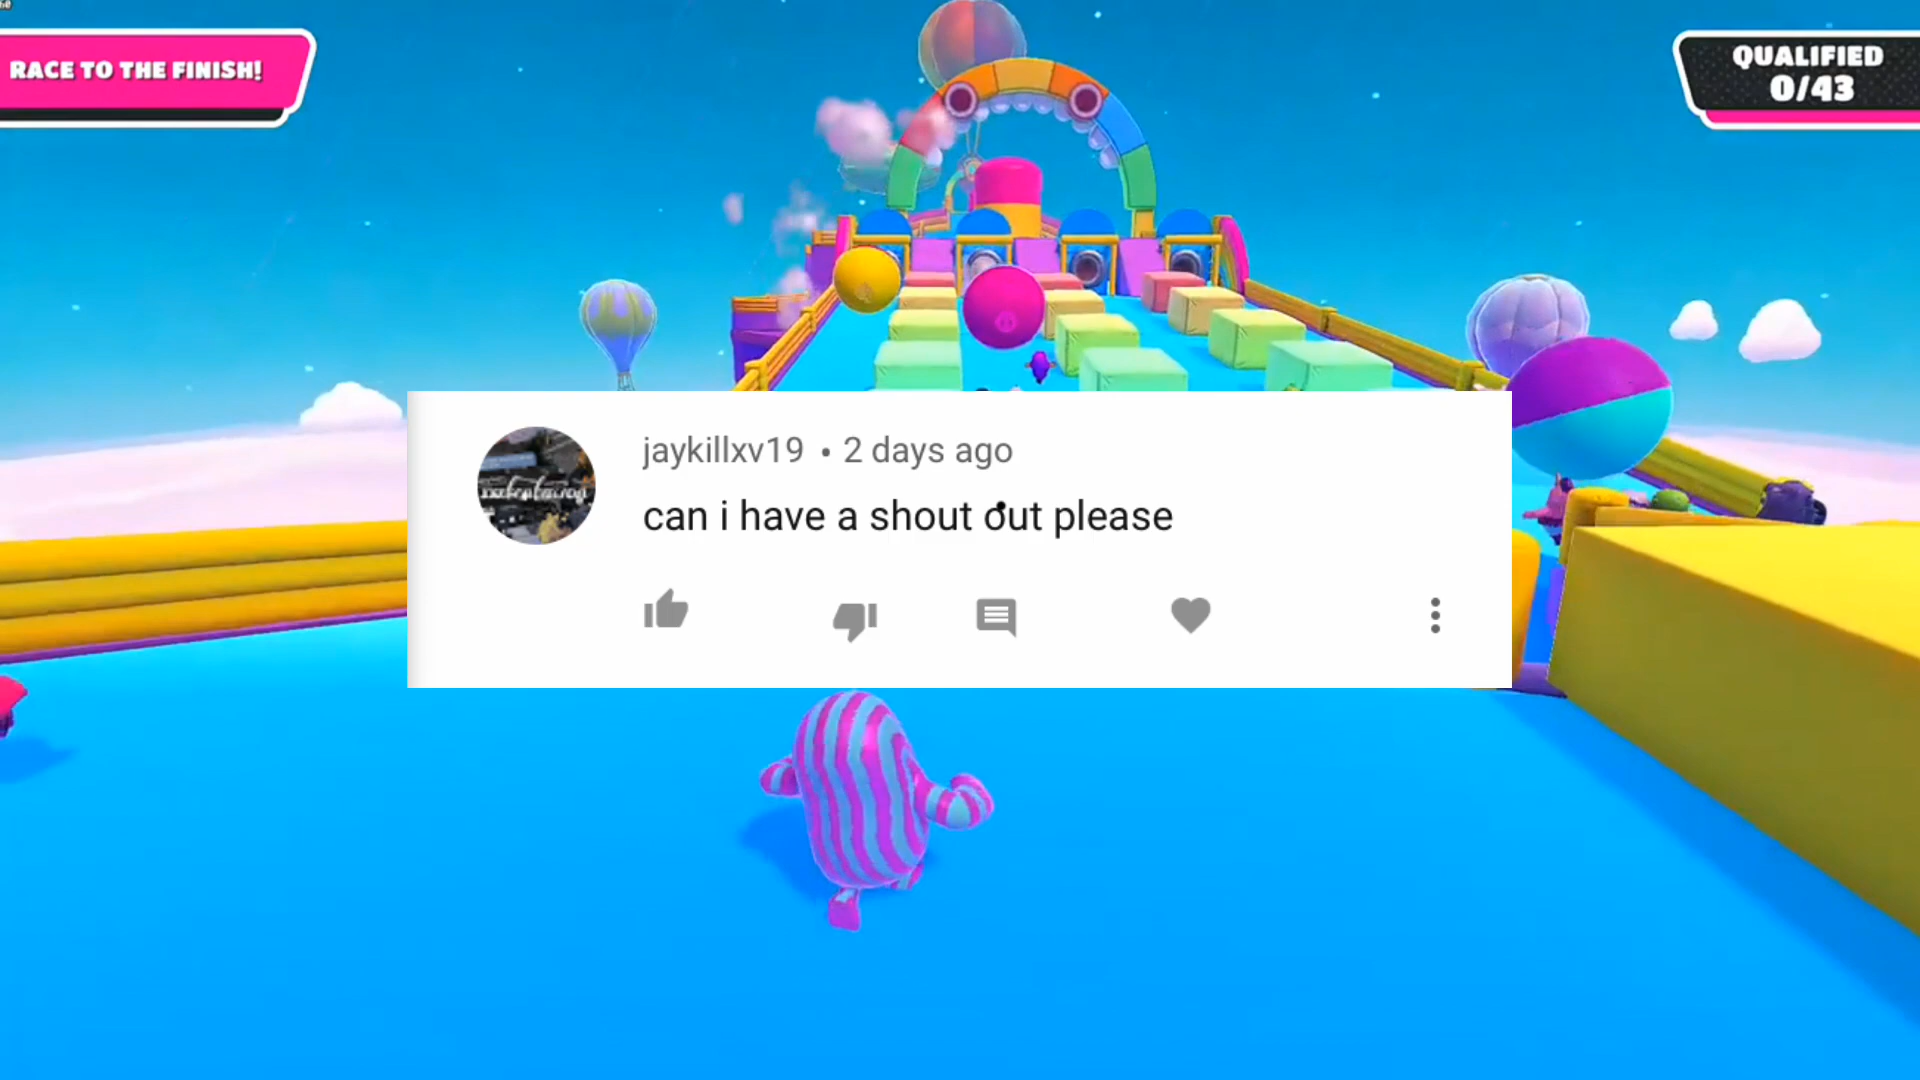 RACE TO THE FINISH!
QUALIFIED
0/43
jaykillxv19 • 2 days ago
can i have a shout out please